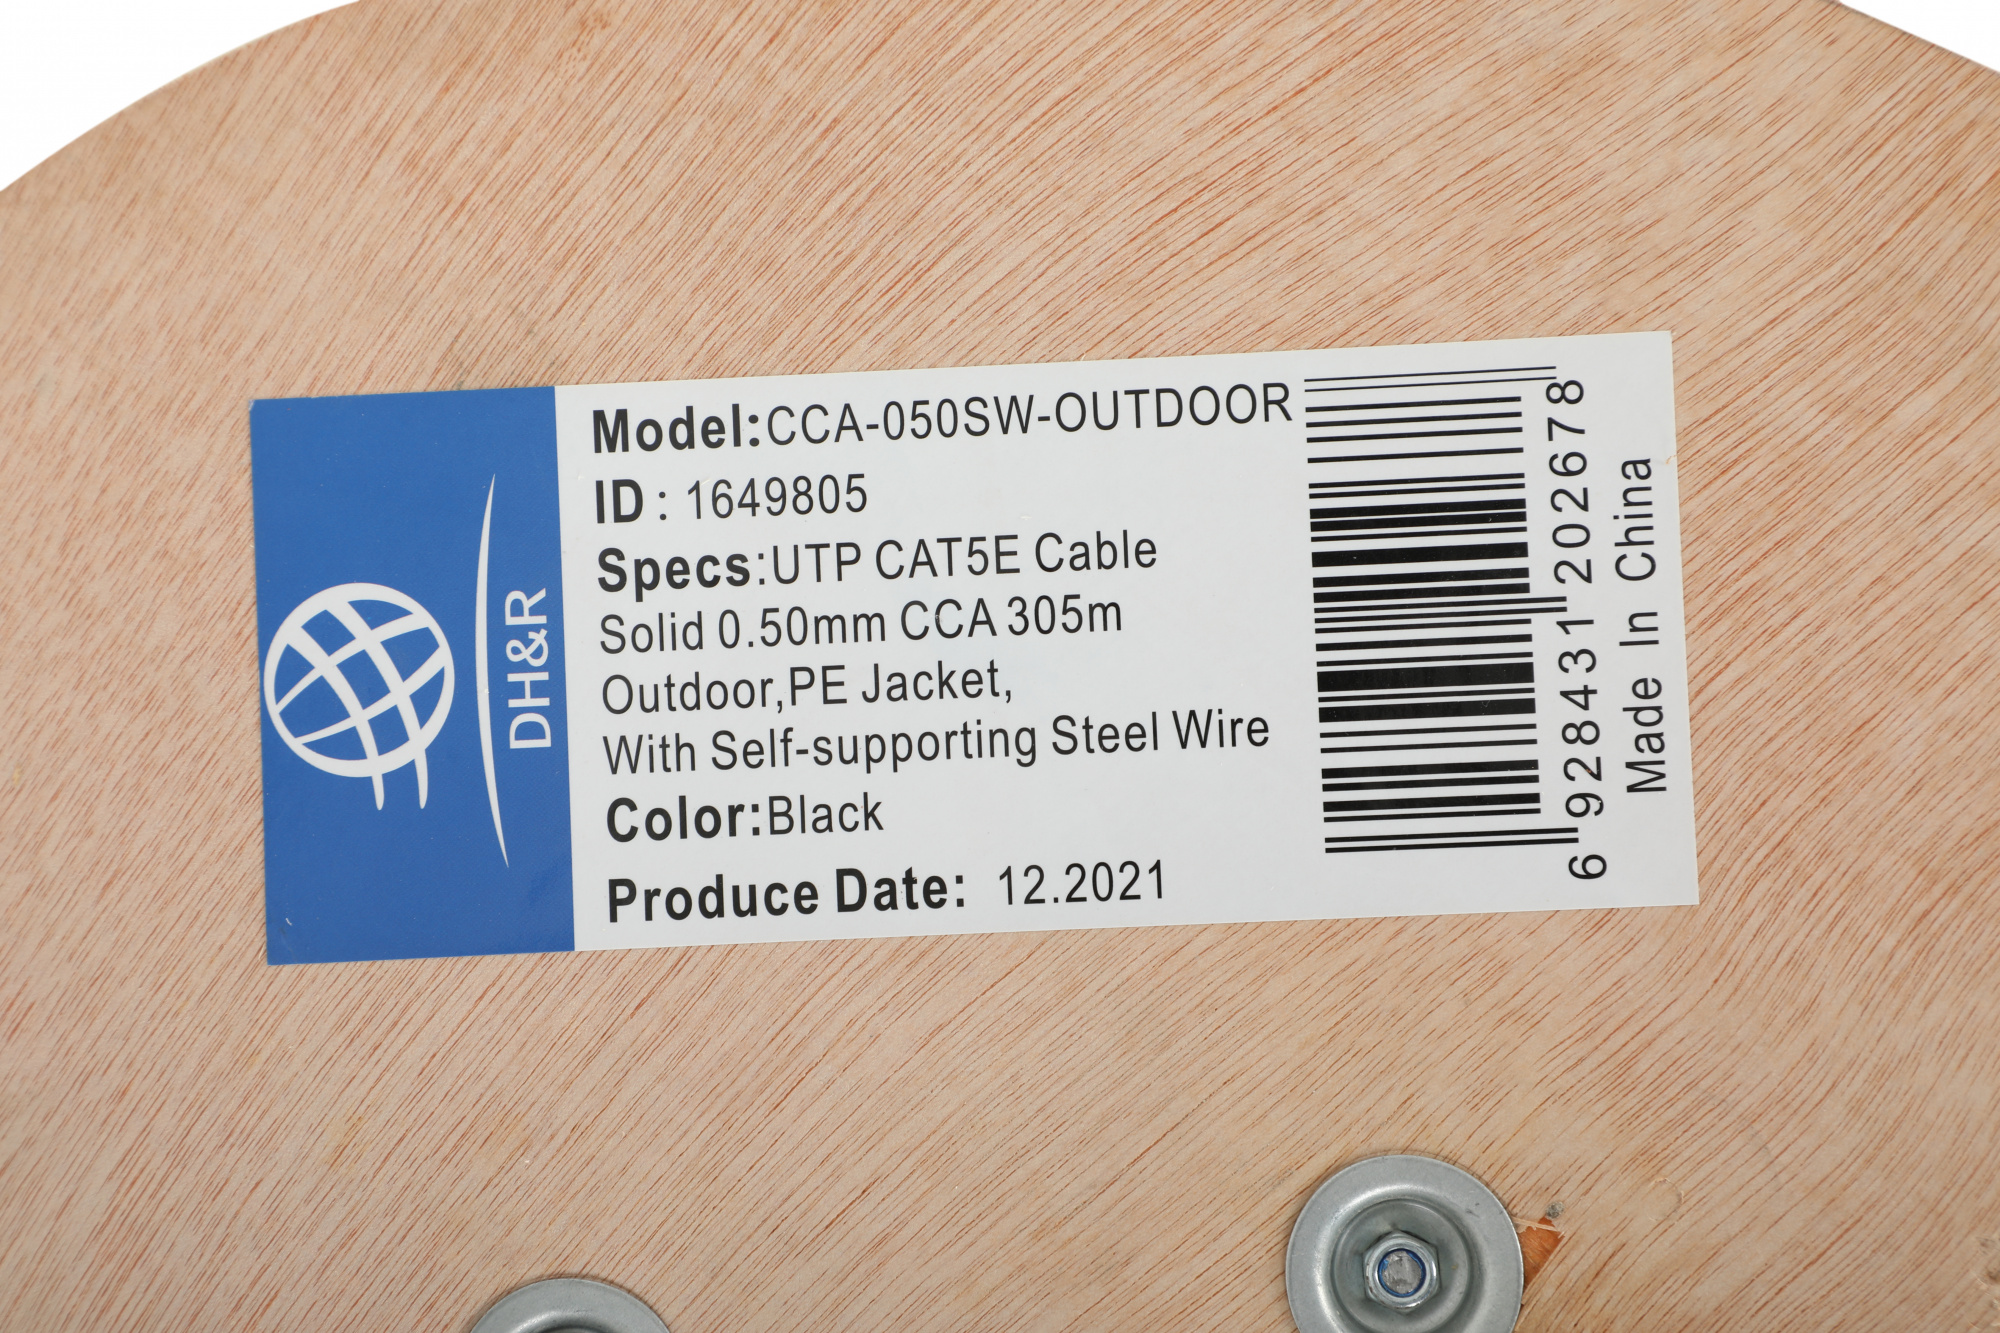 DH&R
Model:CCA-050SW-OUTDOOR
ID: 1649805
Specs:UTP CAT5E Cable
Solid 0.50mm CCA 305m
Outdoor,PE Jacket,
With Self-supporting Steel Wire
Color:Black
Produce Date: 12.2021
6 928431 202678
Made In China